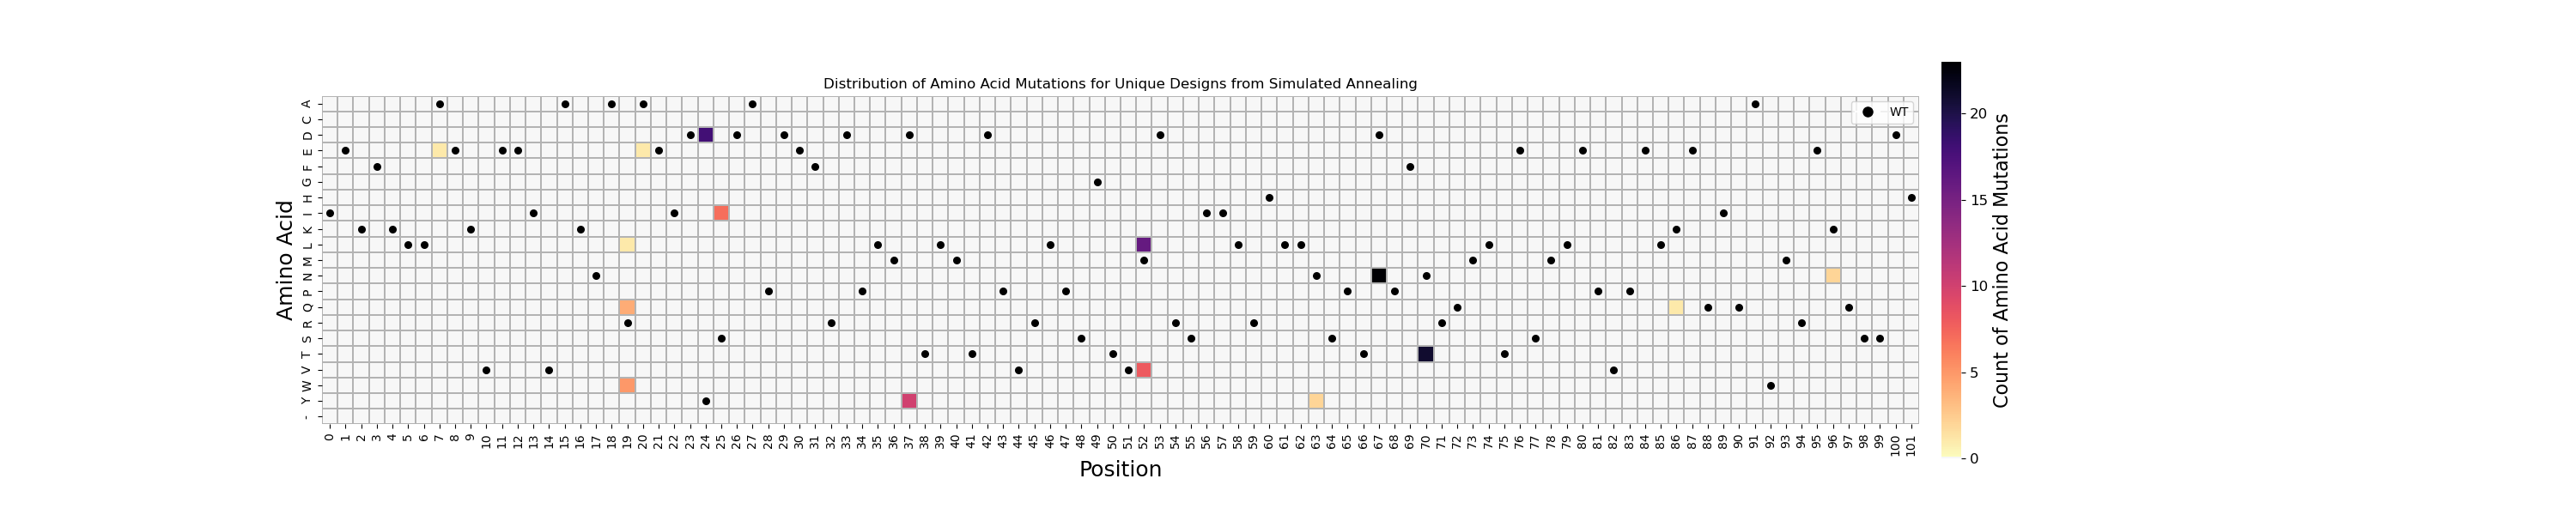 Distribution of Amino Acid Mutations for Unique Designs from Simulated Annealing
WT
Amino Acid
A
C
D
E
F
G
H
I
K
L
M
N
P
Q
R
S
T
V
W
Y
-
0 1 2 3 4 5 6 7 8 9 10 11 12 13 14 15 16 17 18 19 20 21 22 23 24 25 26 27 28 29 30 31 32 33 34 35 36 37 38 39 40 41 42 43 44 45 46 47 48 49 50 51 52 53 54 55 56 57 58 59 60 61 62 63 64 65 66 67 68 69 70 71 72 73 74 75 76 77 78 79 80 81 82 83 84 85 86 87 88 89 90 91 92 93 94 95 96 97 98 99 100 101
Position
20
15
10
5
0
Count of Amino Acid Mutations